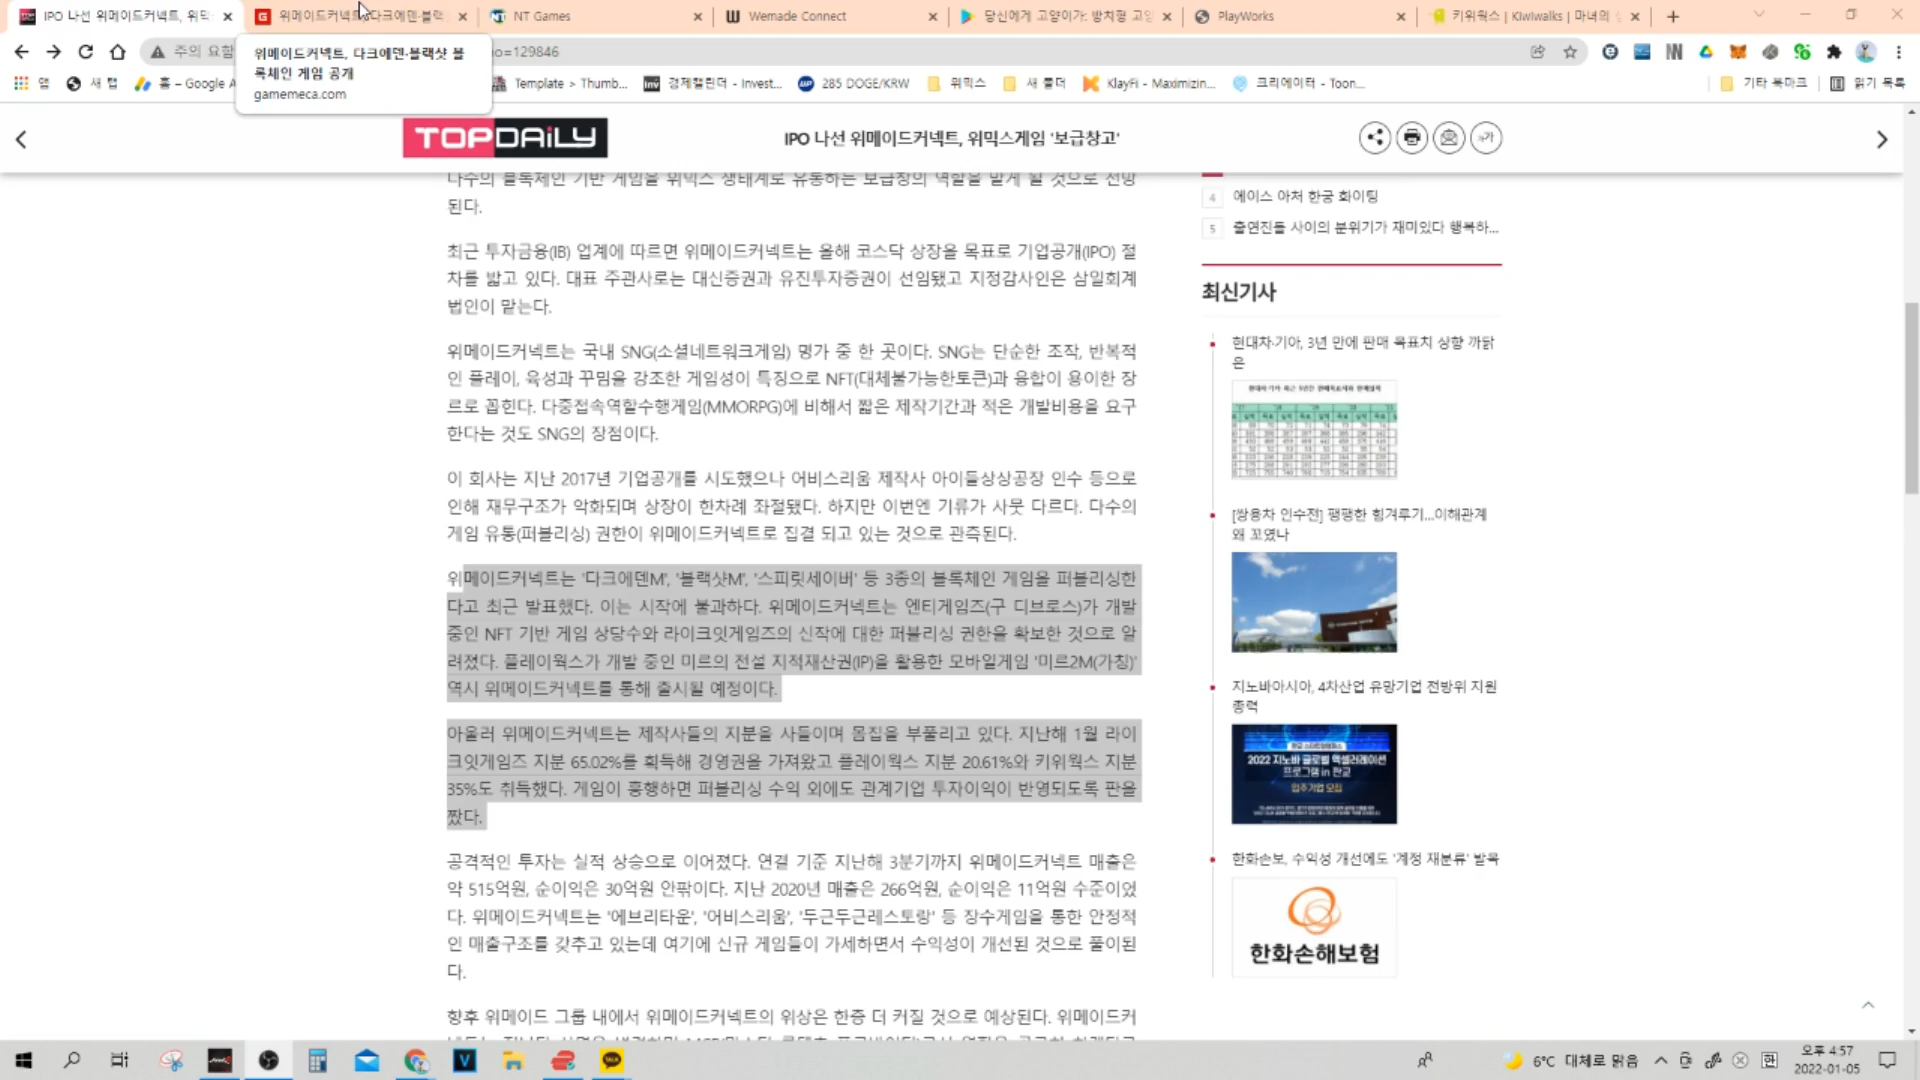 IPO 나선 위메이드커넥트, 위믹
위메이드커넥트, 다크에덴·블랙
NT Games
Wemade Connect
당신에게 고양이가: 방치형 고양
PlayWorks
키위웍스 | Kiwiwalks | 마녀의
주의 요함
no=129846
위메이드커넥트, 다크에덴·블랙샷 블
록체인 게임 공개
gamemeca.com
앱
새 탭
홈 – Google A
Template > Thumb...
경제캘린더 - Invest...
285 DOGE/KRW
위믹스
새 폴더
KlayFi - Maximizin...
크리에이터 - Toon...
기타 북마크
읽기 목록
TOPDAiLY
IPO 나선 위메이드커넥트, 위믹스게임 '보급창고'
가
다수의 블록체인 기반 게임을 위믹스 생태계로 유통하는 보급창의 역할을 맡게 될 것으로 전망
된다.
최근 투자금융(IB) 업계에 따르면 위메이드커넥트는 올해 코스닥 상장을 목표로 기업공개(IPO) 절
차를 밟고 있다. 대표 주관사로는 대신증권과 유진투자증권이 선임됐고 지정감사인은 삼일회계
법인이 맡는다.
위메이드커넥트는 국내 SNG(소셜네트워크게임) 명가 중 한 곳이다. SNG는 단순한 조작, 반복적
인 플레이, 육성과 꾸밈을 강조한 게임성이 특징으로 NFT(대체불가능한토큰)과 융합이 용이한 장
르로 꼽힌다. 다중접속역할수행게임(MMORPG)에 비해서 짧은 제작기간과 적은 개발비용을 요구
한다는 것도 SNG의 장점이다.
이 회사는 지난 2017년 기업공개를 시도했으나 어비스리움 제작사 아이들상상공장 인수 등으로
인해 재무구조가 악화되며 상장이 한차례 좌절됐다. 하지만 이번엔 기류가 사뭇 다르다. 다수의
게임 유통(퍼블리싱) 권한이 위메이드커넥트로 집결 되고 있는 것으로 관측된다.
위메이드커넥트는 '다크에덴M', '블랙샷M', '스피릿세이버' 등 3종의 블록체인 게임을 퍼블리싱한
다고 최근 발표했다. 이는 시작에 불과하다. 위메이드커넥트는 엔티게임즈(구 디브로스)가 개발
중인 NFT 기반 게임 상당수와 라이크잇게임즈의 신작에 대한 퍼블리싱 권한을 확보한 것으로 알
려졌다. 플레이웍스가 개발 중인 미르의 전설 지적재산권(IP)을 활용한 모바일게임 '미르2M(가칭)'
역시 위메이드커넥트를 통해 출시될 예정이다.
아울러 위메이드커넥트는 제작사들의 지분을 사들이며 몸집을 부풀리고 있다. 지난해 1월 라이
크잇게임즈 지분 65.02%를 획득해 경영권을 가져왔고 플레이웍스 지분 20.61%와 키위웍스 지분
35%도 취득했다. 게임이 흥행하면 퍼블리싱 수익 외에도 관계기업 투자이익이 반영되도록 판을
짰다.
공격적인 투자는 실적 상승으로 이어졌다. 연결 기준 지난해 3분기까지 위메이드커넥트 매출은
약 515억원, 순이익은 30억원 안팎이다. 지난 2020년 매출은 266억원, 순이익은 11억원 수준이었
다. 위메이드커넥트는 '에브리타운', '어비스리움', '두근두근레스토랑' 등 장수게임을 통한 안정적
인 매출구조를 갖추고 있는데 여기에 신규 게임들이 가세하면서 수익성이 개선된 것으로 풀이된
다.
향후 위메이드 그룹 내에서 위메이드커넥트의 위상은 한층 더 커질 것으로 예상된다. 위메이드커
4 에이스 아처 한궁 화이팅
5 출연진들 사이의 분위기가 재미있다 행복하...
최신기사
현대차·기아, 3년 만에 판매 목표치 상향 까닭
은
[쌍용차 인수전] 팽팽한 힘겨루기...이해관계
왜 꼬였나
지노바아시아, 4차산업 유망기업 전방위 지원
총력
2022 지노바 글로벌 액셀러레이션
프로그램 in 판교
입주기업 모집
한화손보, 수익성 개선에도 '계정 재분류' 발목
한화손해보험
6°C 대체로 맑음
한
오후 4:57
2022-01-05